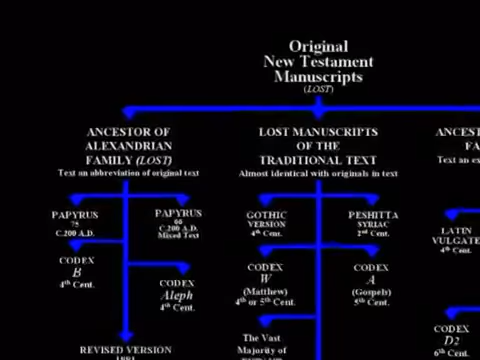 Original
New Testament
Manuscripts
(LOST)
ANCESTOR OF
ALEXANDRIAN
FAMILY (LOST)
Text an abbreviation of original text
LOST MANUSCRIPTS
OF THE
TRADITIONAL TEXT
Almost identical with originals in text
ANCEST
FA
Text an ex
PAPYRUS
75
C.200 A.D.
PAPYRUS
66
C.200 A.D.
Mixed Text
GOTHIC
VERSION
4th Cent.
PESHITTA
SYRIAC
2nd Cent.
LATIN
VULGATE
4th Cent.
CODEX
B
4th Cent.
CODEX
Aleph
4th Cent.
CODEX
W
(Matthew)
4th or 5th Cent.
CODEX
A
(Gospels)
5th Cent.
CODEX
D2
6th Cent.
REVISED VERSION
1881
The Vast
Majority of